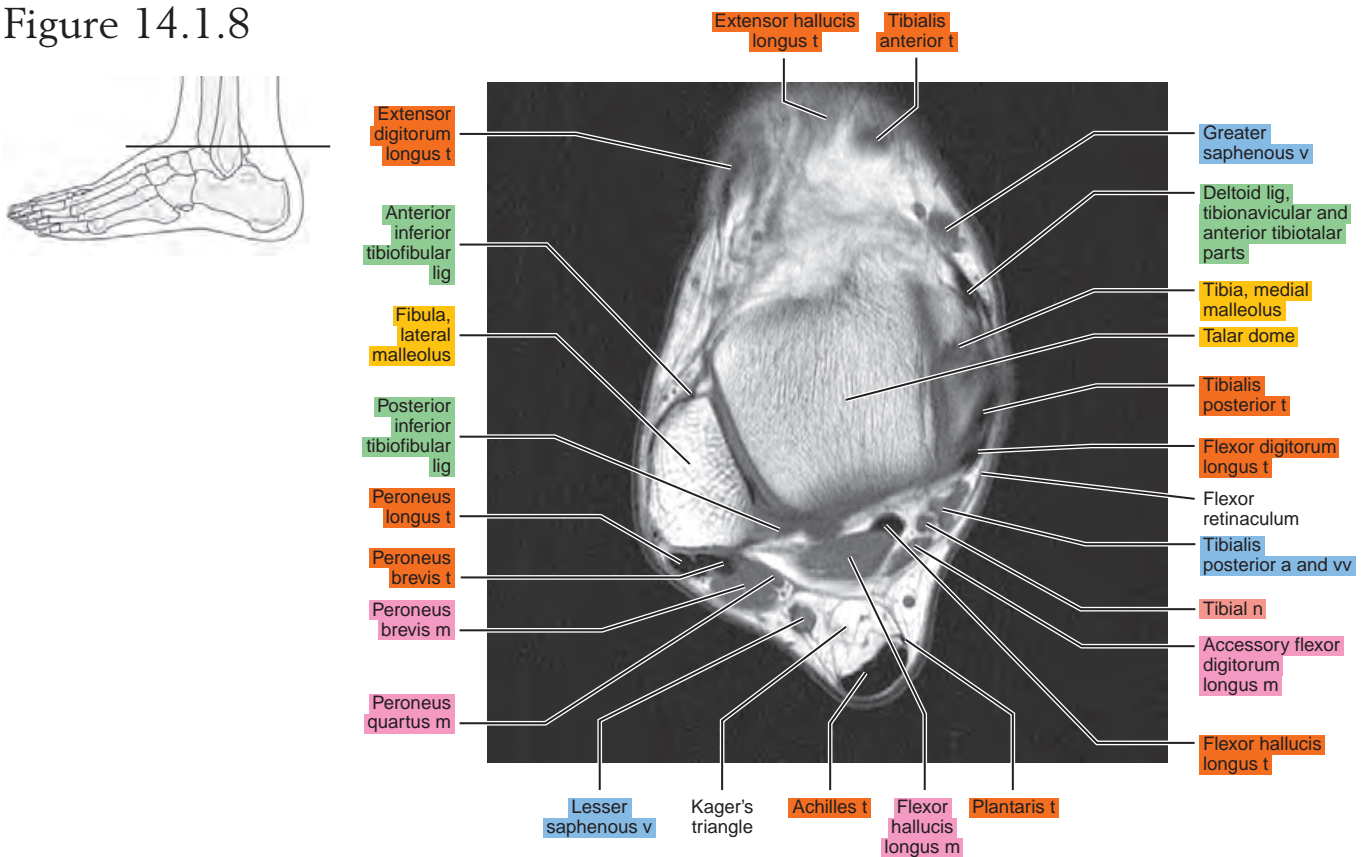 Figure 14.1.8
Extensor hallucis
longus t
Tibialis
anterior t
Extensor
digitorum
longus t
Anterior
inferior
tibiofibular
lig
Fibula,
lateral
malleolus
Posterior
inferior
tibiofibular
lig
Peroneus
longus t
Peroneus
brevis t
Peroneus
brevis m
Peroneus
quartus m
Greater
saphenous v
Deltoid lig,
tibionavicular and
anterior tibiotalar
parts
Tibia, medial
malleolus
Talar dome
Tibialis
posterior t
Flexor digitorum
longus t
Flexor
retinaculum
Tibialis
posterior a and vv
Tibial n
Accessory flexor
digitorum
longus m
Flexor hallucis
longus t
Lesser
saphenous v
Kager's
triangle
Achilles t
Flexor
hallucis
longus m
Plantaris t